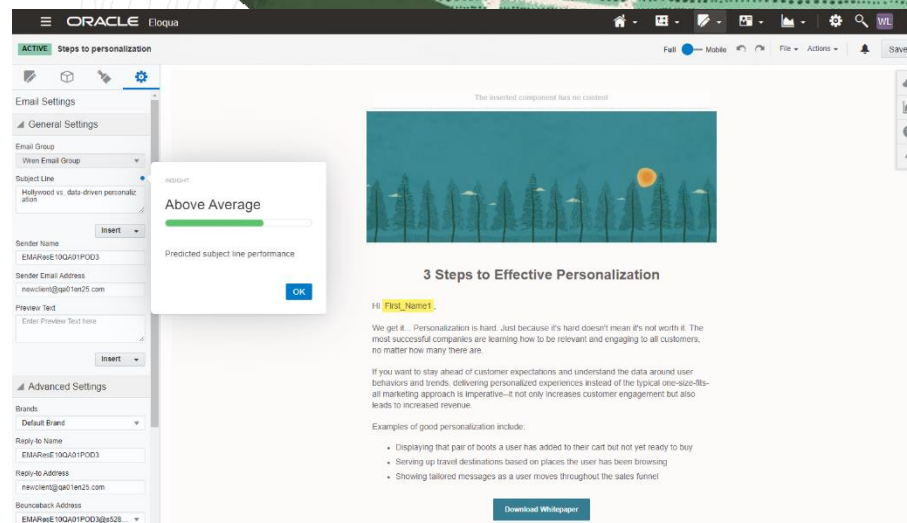 ORACLE Eloqua
WL
ACTIVE Steps to personalization
Full Mobile File Actions Save
Email Settings
General Settings
Email Group
Wren Email Group
Subject Line
Hollywood vs data-driven personaliz
ation
Insert
Sender Name
EMAResE10QA01POD3
Sender Email Address
newclient@qa01en25.com
Preview Text
Enter Preview Text here
Insert
Advanced Settings
Brands
Default Brand
Reply-to Name
EMAResE10QA01POD3
Reply-to Address
newclient@qa01en25.com
Bounceback Address
EMAResE10QA01POD3@s528...
INSIGHT
Above Average
Predicted subject line performance
OK
The inserted component has no content
3 Steps to Effective Personalization
Hi First_Name1 ,
We get it... Personalization is hard. Just because it's hard doesn't mean it's not worth it. The
most successful companies are learning how to be relevant and engaging to all customers,
no matter how many there are.
If you want to stay ahead of customer expectations and understand the data around user
behaviors and trends, delivering personalized experiences instead of the typical one-size-fits-
all marketing approach is imperative--it not only increases customer engagement but also
leads to increased revenue.
Examples of good personalization include:
• Displaying that pair of boots a user has added to their cart but not yet ready to buy
• Serving up travel destinations based on places the user has been browsing
• Showing tailored messages as a user moves throughout the sales funnel
Download Whitepaper